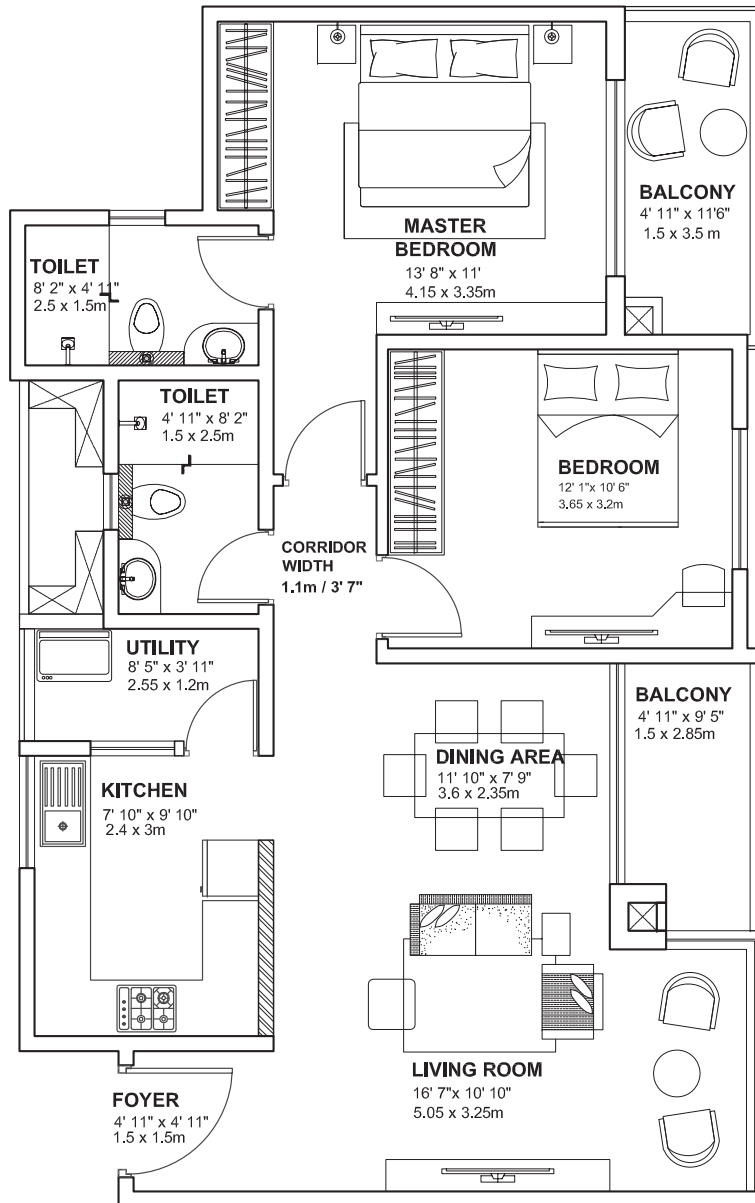 BALCONY
4' 11" x 11'6"
1.5 x 3.5 m
MASTER
BEDROOM
13' 8" x 11'
4.15 x 3.35m
TOILET
8' 2" x 4' 11"
2.5 x 1.5m
TOILET
4' 11" x 8' 2"
1.5 x 2.5m
BEDROOM
12' 1"x 10' 6"
3.65 x 3.2m
CORRIDOR
WIDTH
1.1m / 3' 7"
UTILITY
8' 5" x 3' 11"
2.55 x 1.2m
BALCONY
4' 11" x 9' 5"
1.5 x 2.85m
DINING AREA
11' 10" x 7' 9"
3.6 x 2.35m
KITCHEN
7' 10" x 9' 10"
2.4 x 3m
LIVING ROOM
16' 7"x 10' 10"
5.05 x 3.25m
FOYER
4' 11" x 4' 11"
1.5 x 1.5m